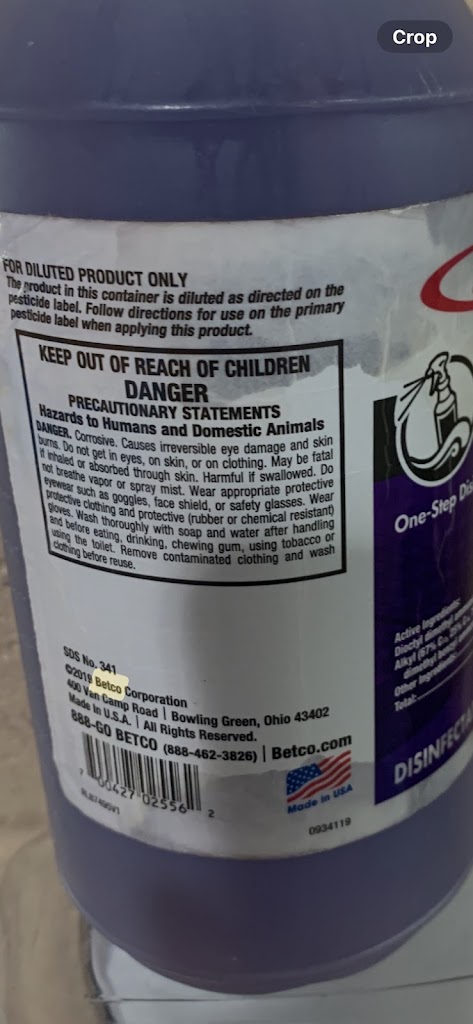 Crop
FOR DILUTED PRODUCT ONLY
The product in this container is diluted as directed on the
pesticide label. Follow directions for use on the primary
pesticide label when applying this product.
KEEP OUT OF REACH OF CHILDREN
DANGER
PRECAUTIONARY STATEMENTS
Hazards to Humans and Domestic Animals
DANGER. Corrosive. Causes irreversible eye damage and skin
burns. Do not get in eyes, on skin, or on clothing. May be fatal
if inhaled or absorbed through skin. Harmful if swallowed. Do
not breathe vapor or spray mist. Wear appropriate protective
eyewear such as goggles, face shield, or safety glasses. Wear
protective clothing and protective (rubber or chemical resistant)
gloves. Wash thoroughly with soap and water after handling
and before eating, drinking, chewing gum, using tobacco or
using the toilet. Remove contaminated clothing and wash
clothing before reuse.
SDS No. 341
©2019 Betco Corporation
400 Van Camp Road | Bowling Green, Ohio 43402
Made in U.S.A. | All Rights Reserved.
888-GO BETCO (888-462-3826) | Betco.com
7 00427 02556 2
Made in USA
0934119
One-Step
Active Ingredients:
Dioctyl dimethyl
Alkyl (67%
dimethyl
Other Ingredients:
Total: